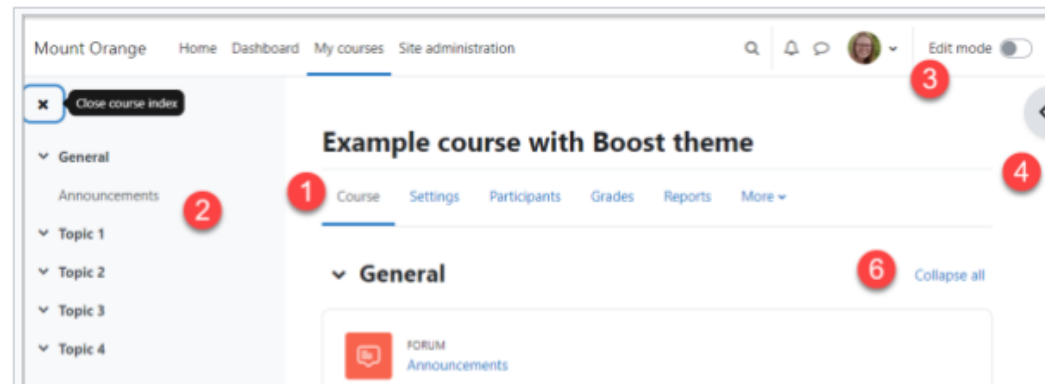 Mount Orange Home Dashboard My courses Site administration Edit mode
3
Close course index
4
Example course with Boost theme
General
Announcements
2
Topic 1
Topic 2
Topic 3
Topic 4
1
Course Settings Participants Grades Reports More
General
6
Collapse all
FORUM
Announcements